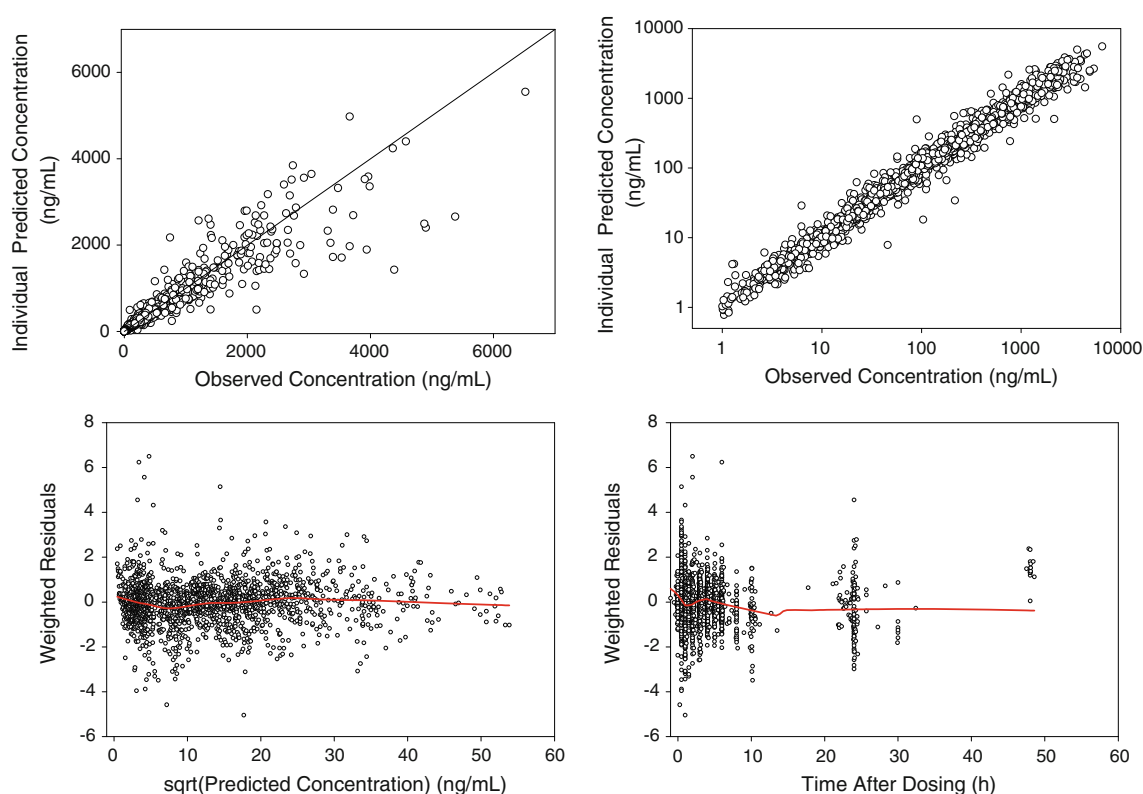 Individual Predicted Concentration
(ng/mL)
6000
4000
2000
0
0 2000 4000 6000
Observed Concentration (ng/mL)
Individual Predicted Concentration
(ng/mL)
10000
1000
100
10
1
1 10 100 1000 10000
Observed Concentration (ng/mL)
Weighted Residuals
8
6
4
2
0
-2
-4
-6
0 10 20 30 40 50 60
sqrt(Predicted Concentration) (ng/mL)
Weighted Residuals
8
6
4
2
0
-2
-4
-6
0 10 20 30 40 50 60
Time After Dosing (h)